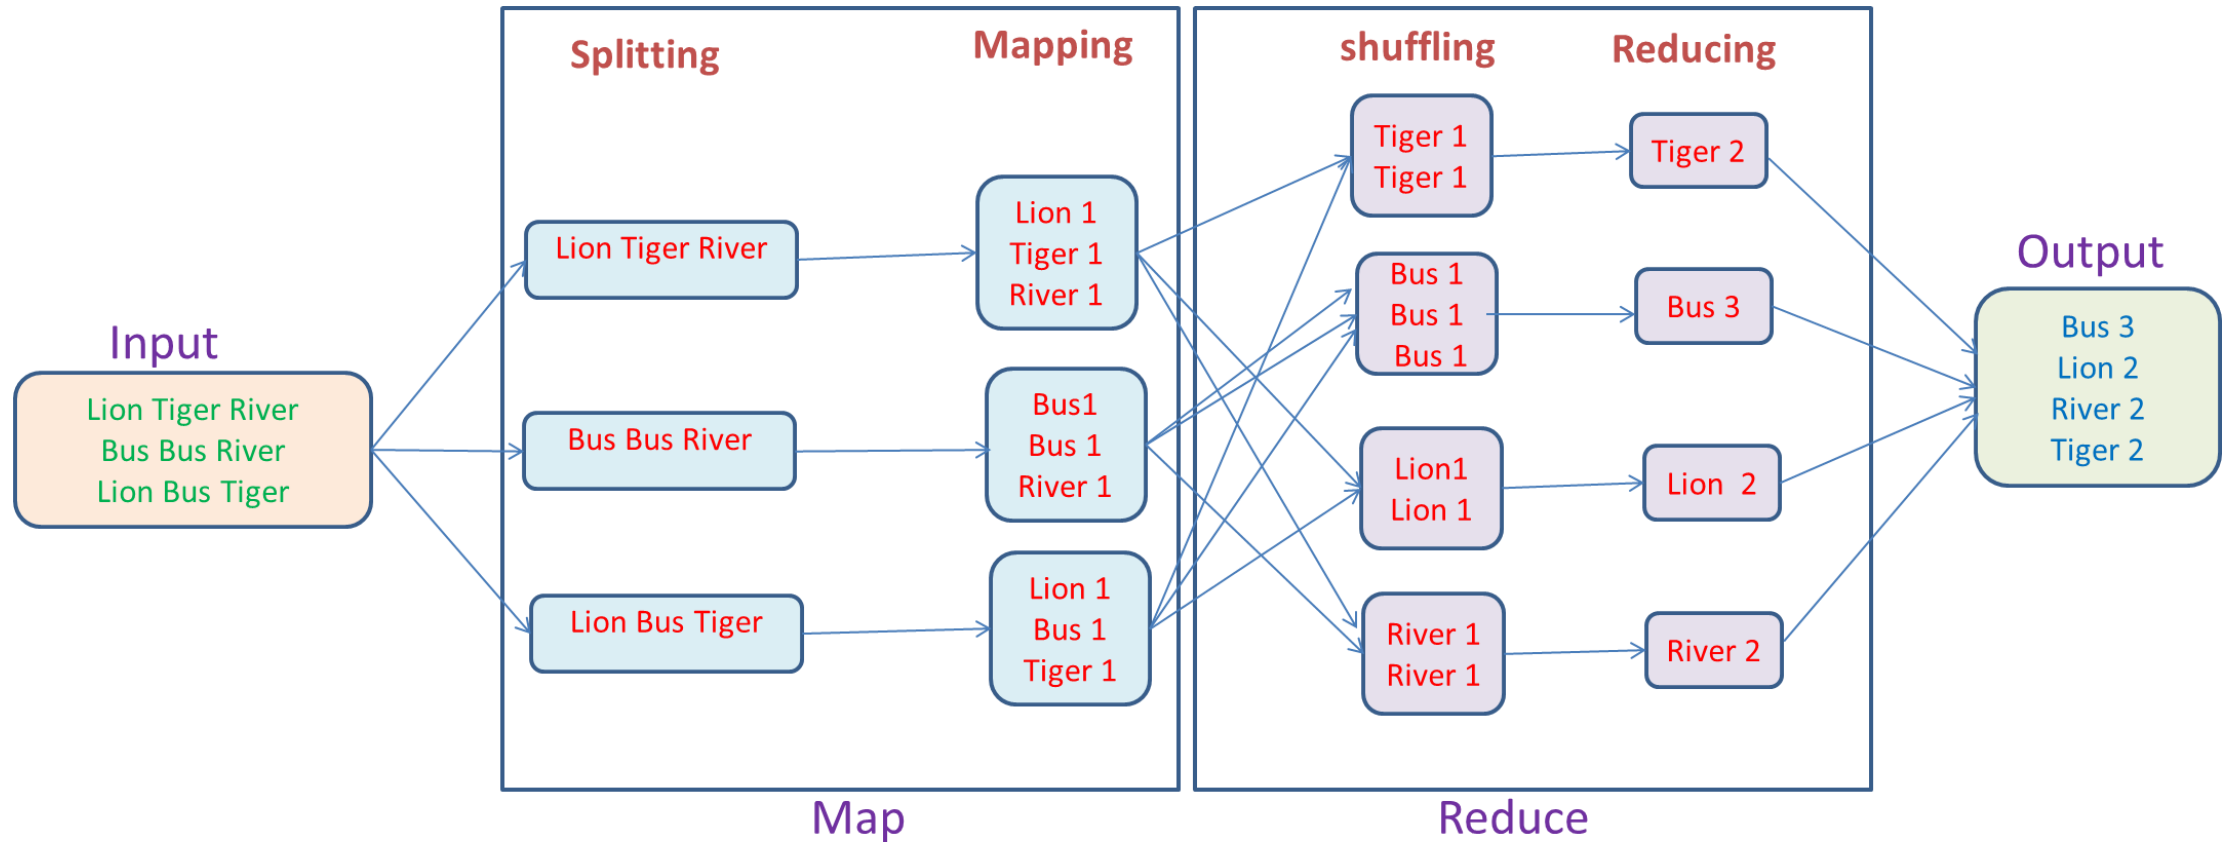 Splitting
Mapping
shuffling
Reducing
Input
Lion Tiger River
Bus Bus River
Lion Bus Tiger
Lion Tiger River
Bus Bus River
Lion Bus Tiger
Lion 1
Tiger 1
River 1
Bus1
Bus 1
River 1
Lion 1
Bus 1
Tiger 1
Tiger 1
Tiger 1
Bus 1
Bus 1
Bus 1
Lion1
Lion 1
River 1
River 1
Tiger 2
Bus 3
Lion 2
River 2
Output
Bus 3
Lion 2
River 2
Tiger 2
Map
Reduce